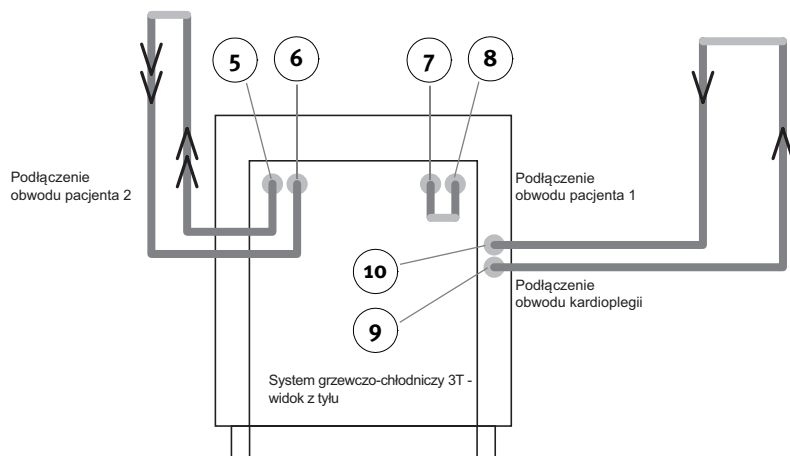 5
6
7
8
Podłączenie
obwodu pacjenta 2
Podłączenie
obwodu pacjenta 1
10
9
Podłączenie
obwodu kardioplegii
System grzewczo-chłodniczy 3T -
widok z tyłu